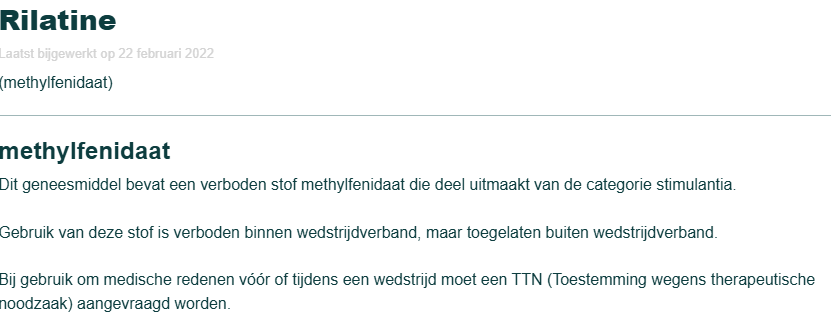 Rilatine
Laatst bijgewerkt op 22 februari 2022
(methylfenidaat)
methylfenidaat
Dit geneesmiddel bevat een verboden stof methylfenidaat die deel uitmaakt van de categorie stimulantia.
Gebruik van deze stof is verboden binnen wedstrijdverband, maar toegelaten buiten wedstrijdverband.
Bij gebruik om medische redenen vóór of tijdens een wedstrijd moet een TTN (Toestemming wegens therapeutische
noodzaak) aangevraagd worden.